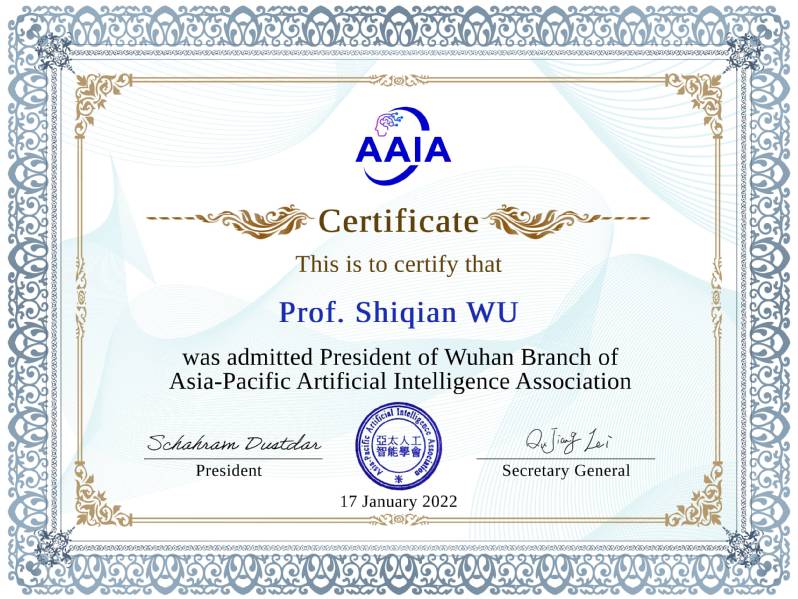 AAIA
Certificate
This is to certify that
Prof. Shiqian WU
was admitted President of Wuhan Branch of
Asia-Pacific Artificial Intelligence Association
Schahram Dustdar
President
Asia-Pacific Artificial Intelligence Association
亞太人工
智能學會
Secretary General
17 January 2022